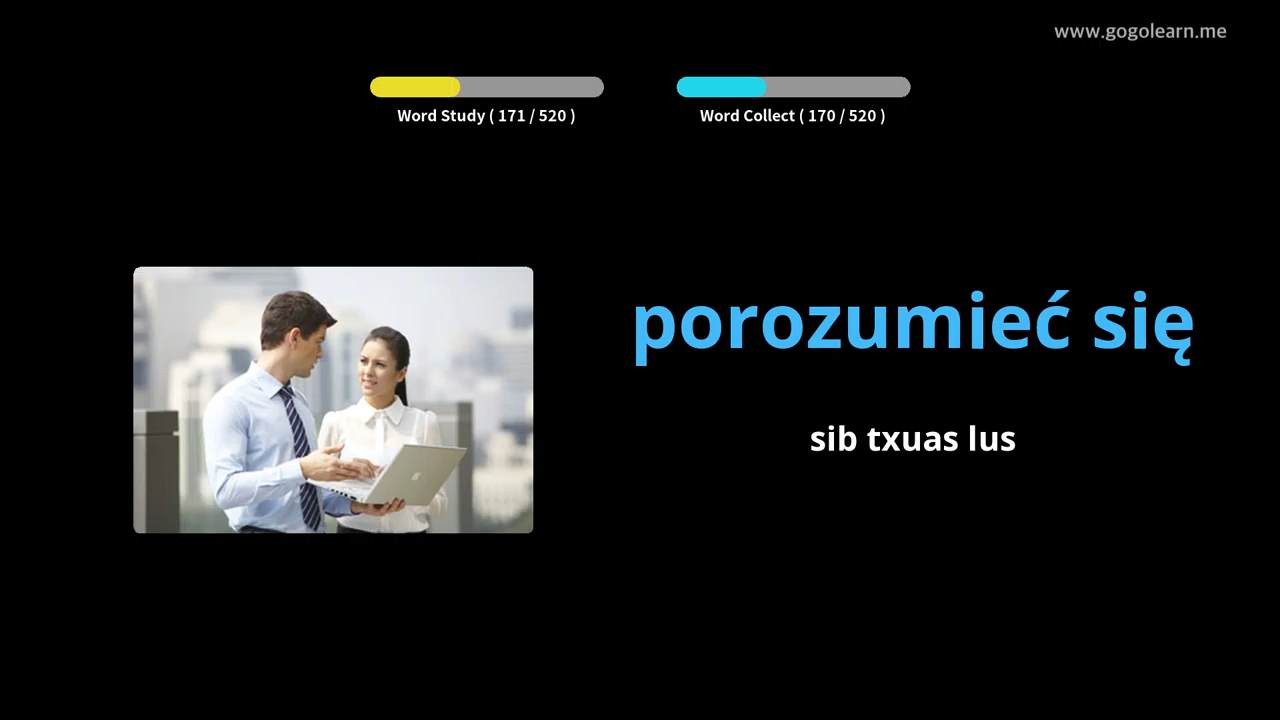 www.gogolearn.me
Word Study ( 171 / 520 )
Word Collect ( 170 / 520 )
porozumieć się
sib txuas lus